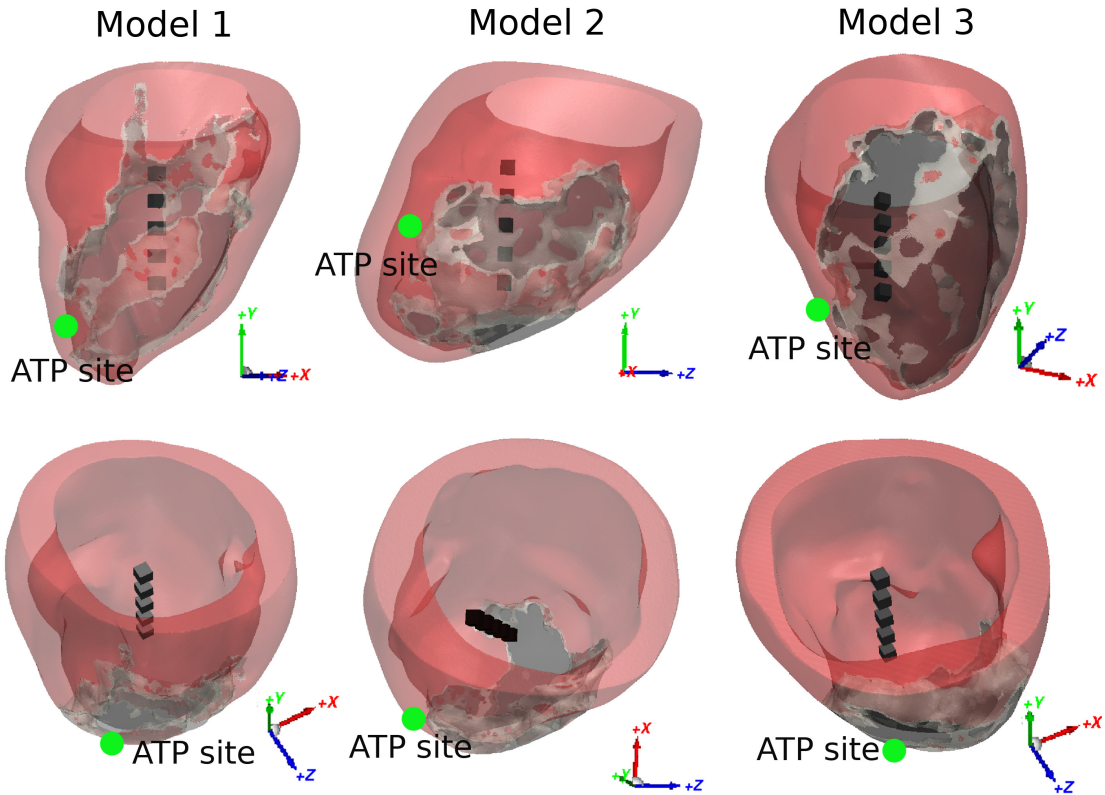 Model 1
Model 2
Model 3
ATP site
+Y
+Z
+X
ATP site
+Y
+X
+Z
ATP site
+Y
+Z
+X
ATP site
+Y
+X
+Z
ATP site
+X
+Y
+Z
ATP site
+Y
+X
+Z